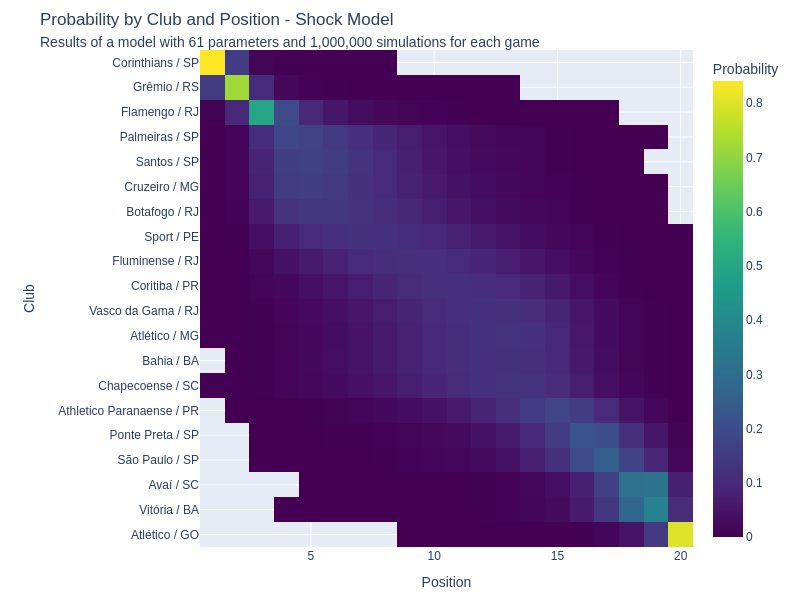 Probability by Club and Position - Shock Model
Results of a model with 61 parameters and 1,000,000 simulations for each game
Probability
Corinthians / SP
Grêmio / RS
Flamengo / RJ
Palmeiras / SP
Santos / SP
Cruzeiro / MG
Botafogo / RJ
Sport / PE
Fluminense / RJ
Coritiba / PR
Vasco da Gama / RJ
Atlético / MG
Bahia / BA
Chapecoense / SC
Athletico Paranaense / PR
Ponte Preta / SP
São Paulo / SP
Avaí / SC
Vitória / BA
Atlético / GO
Club
5
10
15
20
Position
0.8
0.7
0.6
0.5
0.4
0.3
0.2
0.1
0